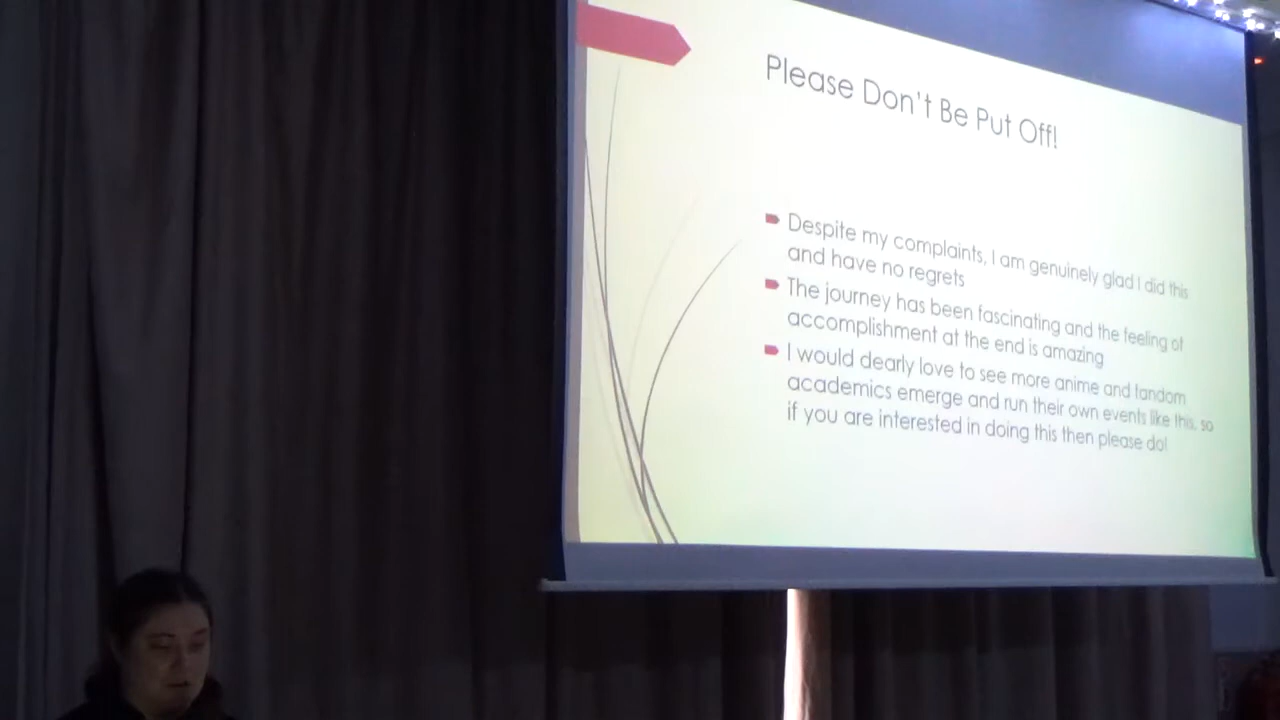 Please Don't Be Put Off!
Despite my complaints, I am genuinely glad I did this
and have no regrets
The journey has been fascinating and the feeling of
accomplishment at the end is amazing
I would dearly love to see more anime and fandom
academics emerge and run their own events like this, so
if you are interested in doing this then please do!